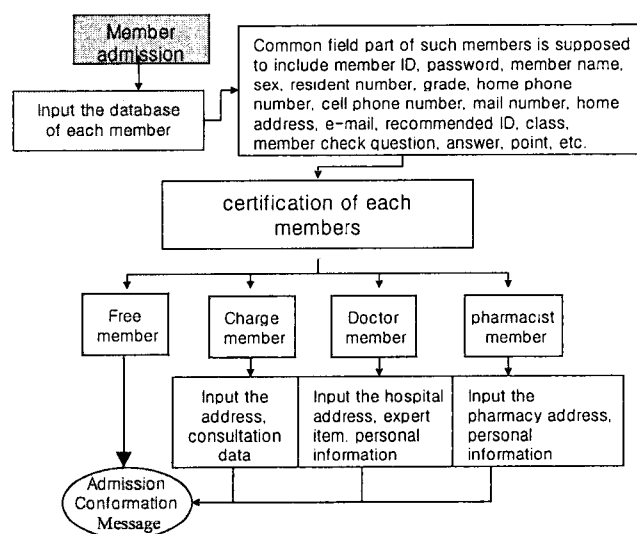 Member
admission
Input the database
of each member
Common field part of such members is supposed
to include member ID, password, member name,
sex, resident number, grade, home phone
number, cell phone number, mail number, home
address, e-mail, recommended ID, class,
member check question, answer, point, etc.
certification of each
members
Free
member
Charge
member
Doctor
member
pharmacist
member
Input the
address,
consultation
data
Input the hospital
address, expert
item. personal
information
Input the
pharmacy address,
personal
information
Admission
Conformation
Message